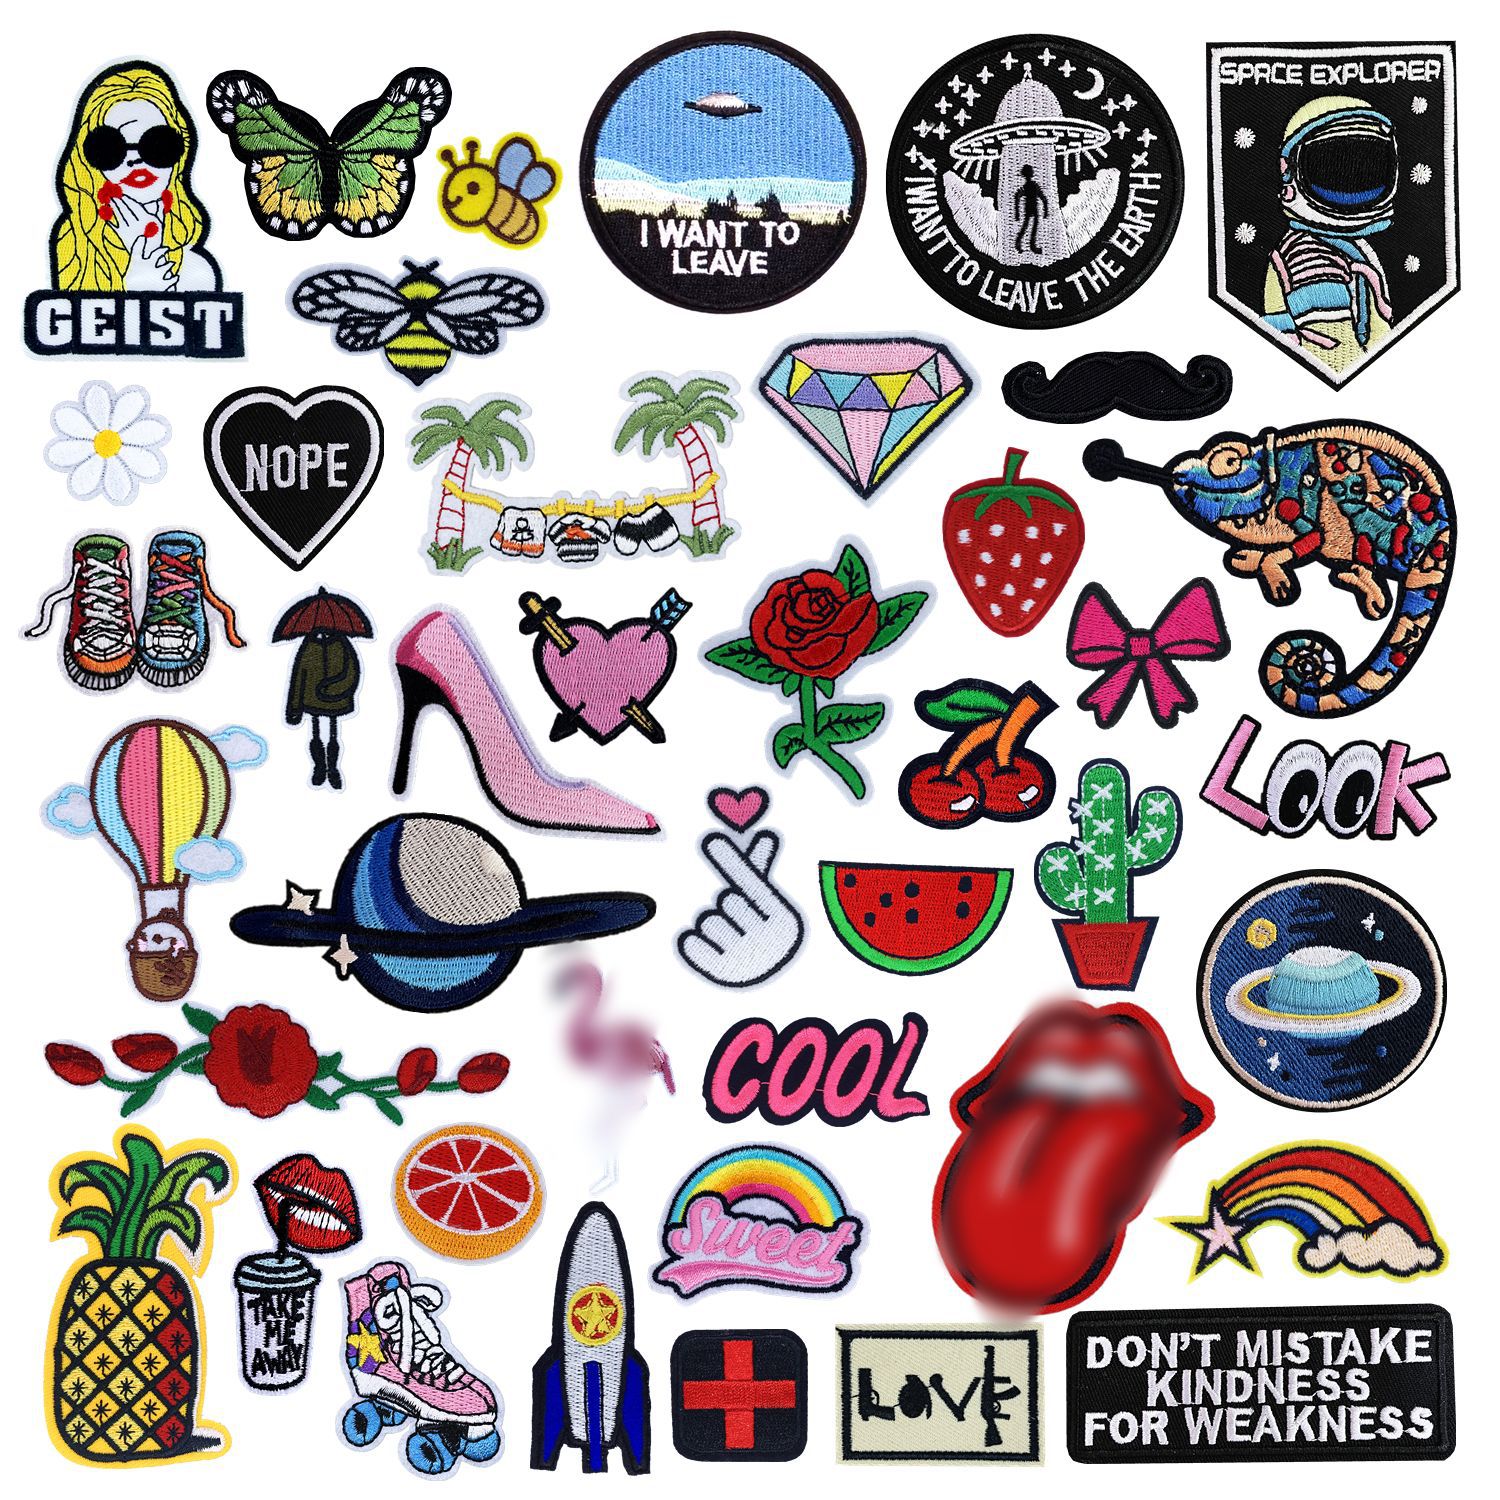 GEIST
I WANT TO
LEAVE
I WANT TO LEAVE THE EARTH
SPACE EXPLORER
NOPE
LOOK
COOL
TAKE
ME
AWAY
Sweet
LOVE
DON'T MISTAKE
KINDNESS
FOR WEAKNESS